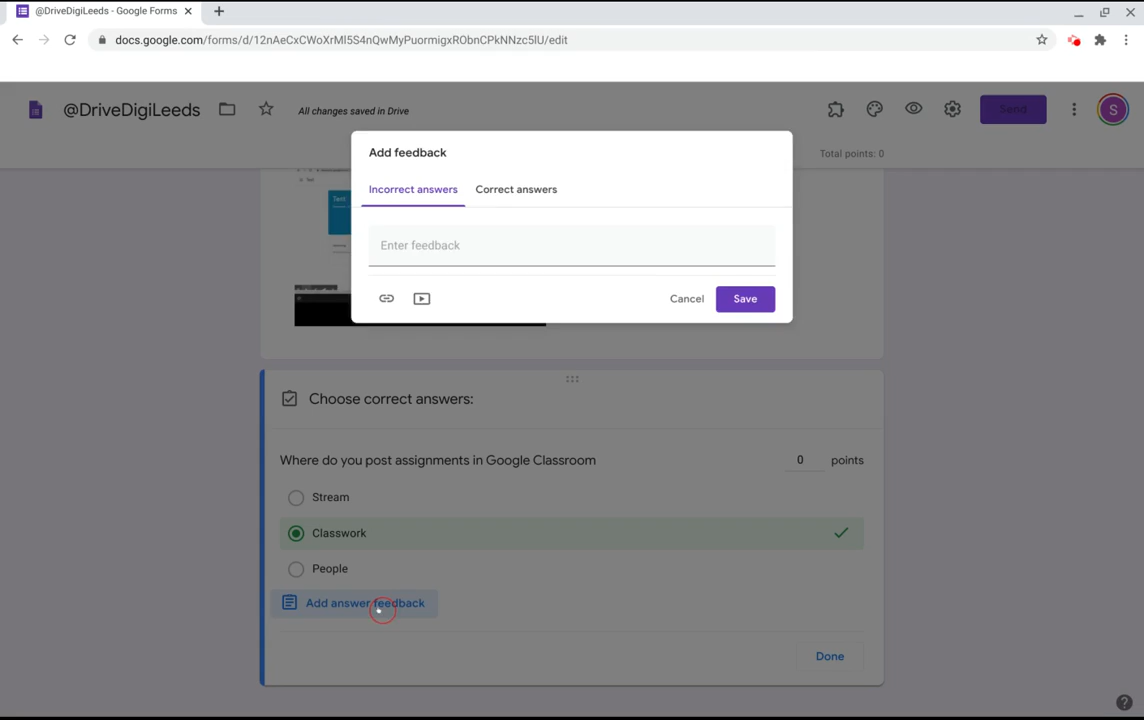 @DriveDigiLeeds - Google Forms
docs.google.com/forms/d/12nAeCxCWoXrMl5S4nQwMyPuormigxRObnCPkNNzc5lU/edit
@DriveDigiLeeds
All changes saved in Drive
Send
S
Total points: 0
Add feedback
Incorrect answers
Correct answers
Enter feedback
Cancel
Save
Text
Choose correct answers:
Where do you post assignments in Google Classroom
0 points
Stream
Classwork
People
Add answer feedback
Done